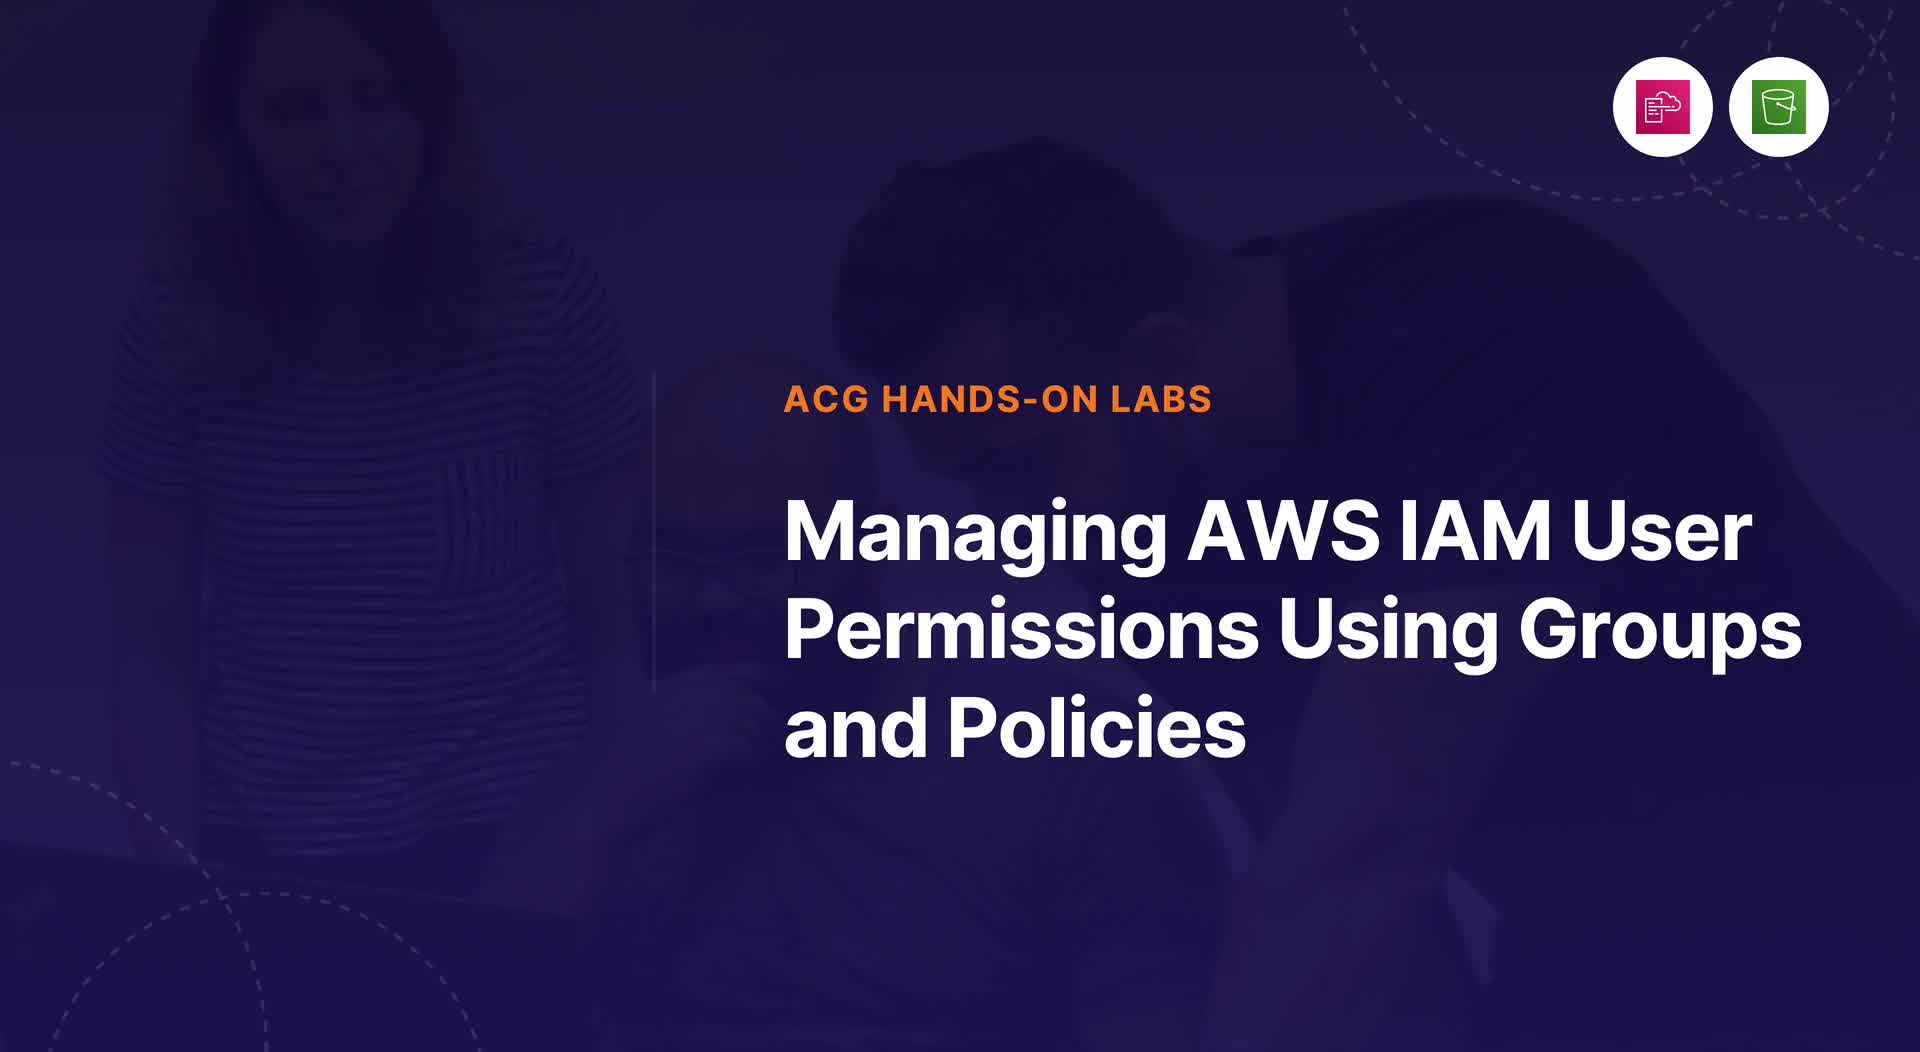 ACG HANDS-ON LABS
Managing AWS IAM User
Permissions Using Groups
and Policies